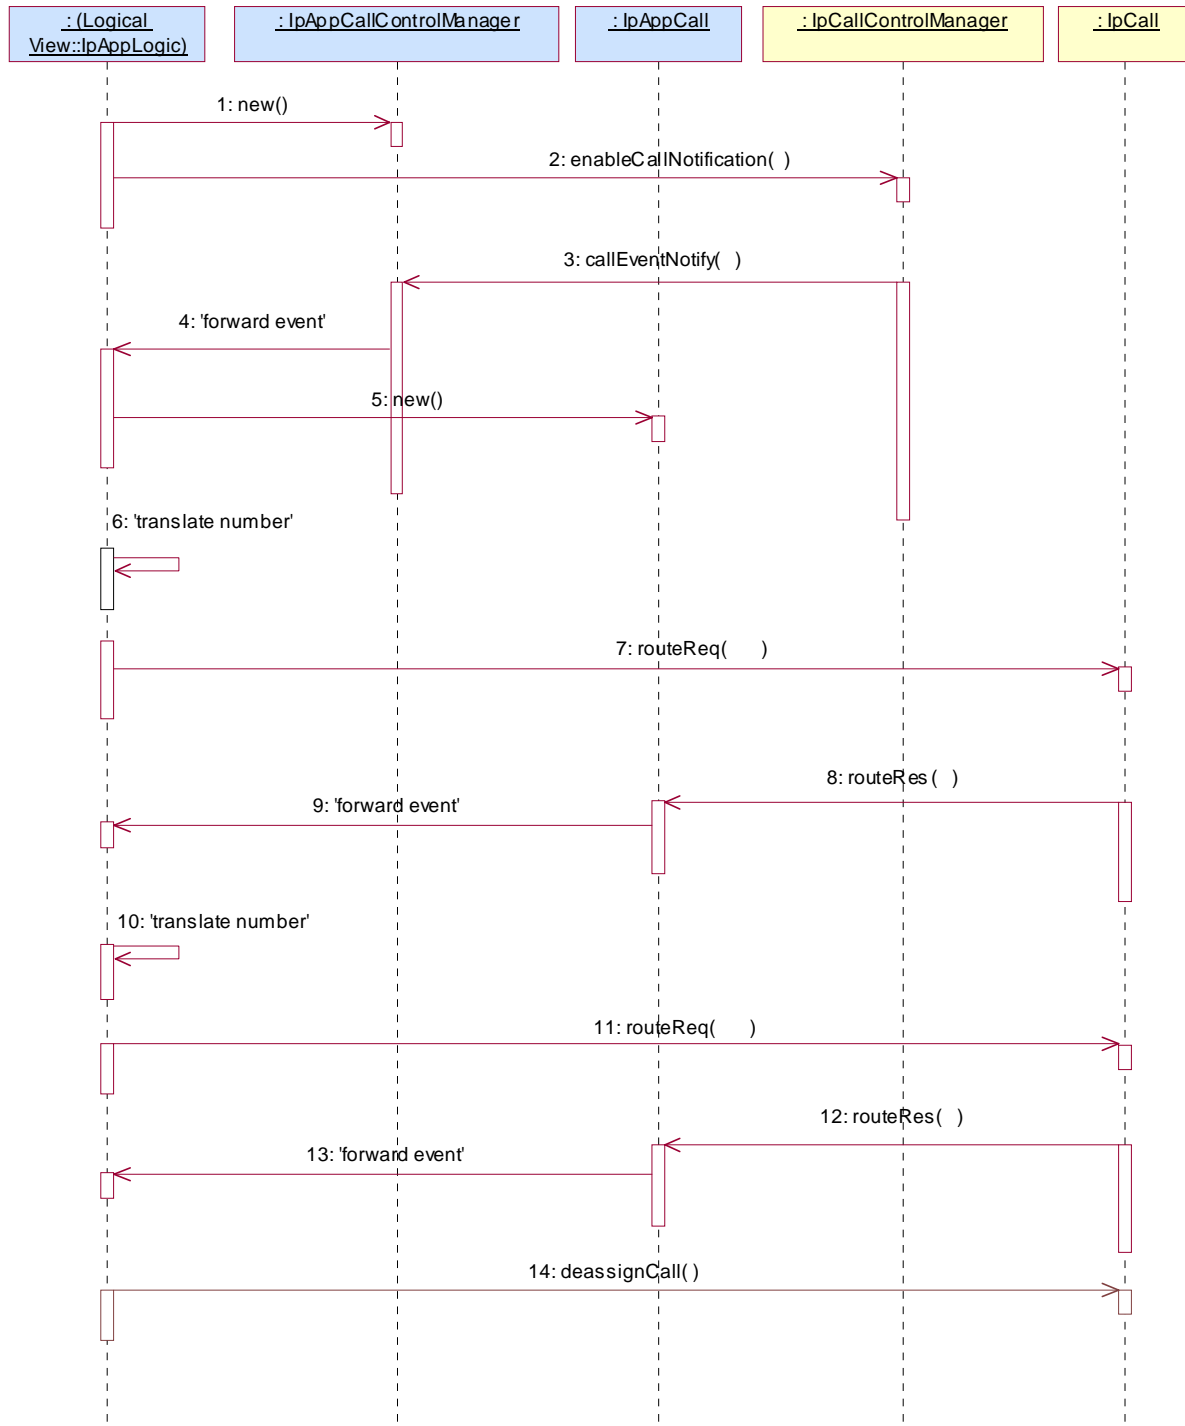 : (Logical
View::IpAppLogic)
: IpAppCallControlManager
: IpAppCall
: IpCallControlManager
: IpCall
1: new()
2: enableCallNotification( )
3: callEventNotify( )
4: 'forward event'
5: new()
6: 'translate number'
7: routeReq( )
8: routeRes( )
9: 'forward event'
10: 'translate number'
11: routeReq( )
12: routeRes( )
13: 'forward event'
14: deassignCall( )